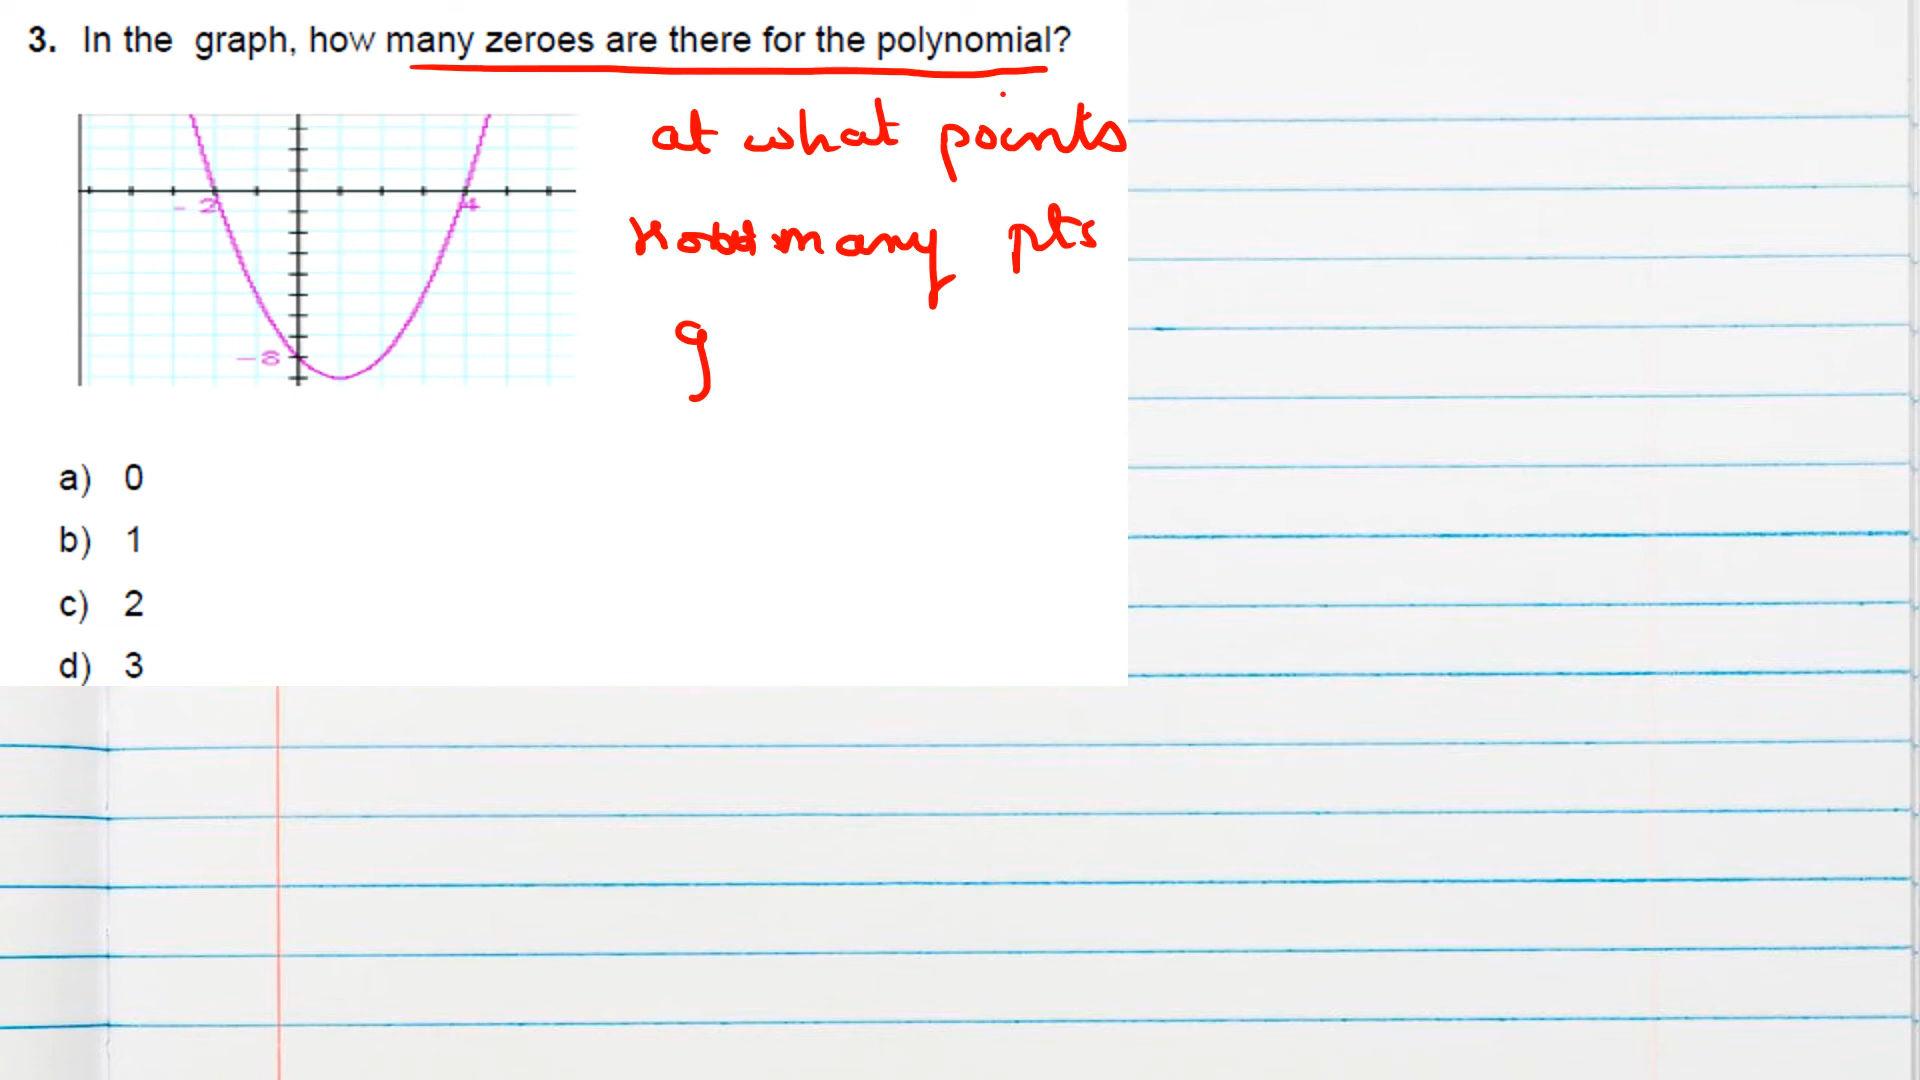 3. In the graph, how many zeroes are there for the polynomial?
at what points
many pts
g
-2
4
-8
a) 0
b) 1
c) 2
d) 3